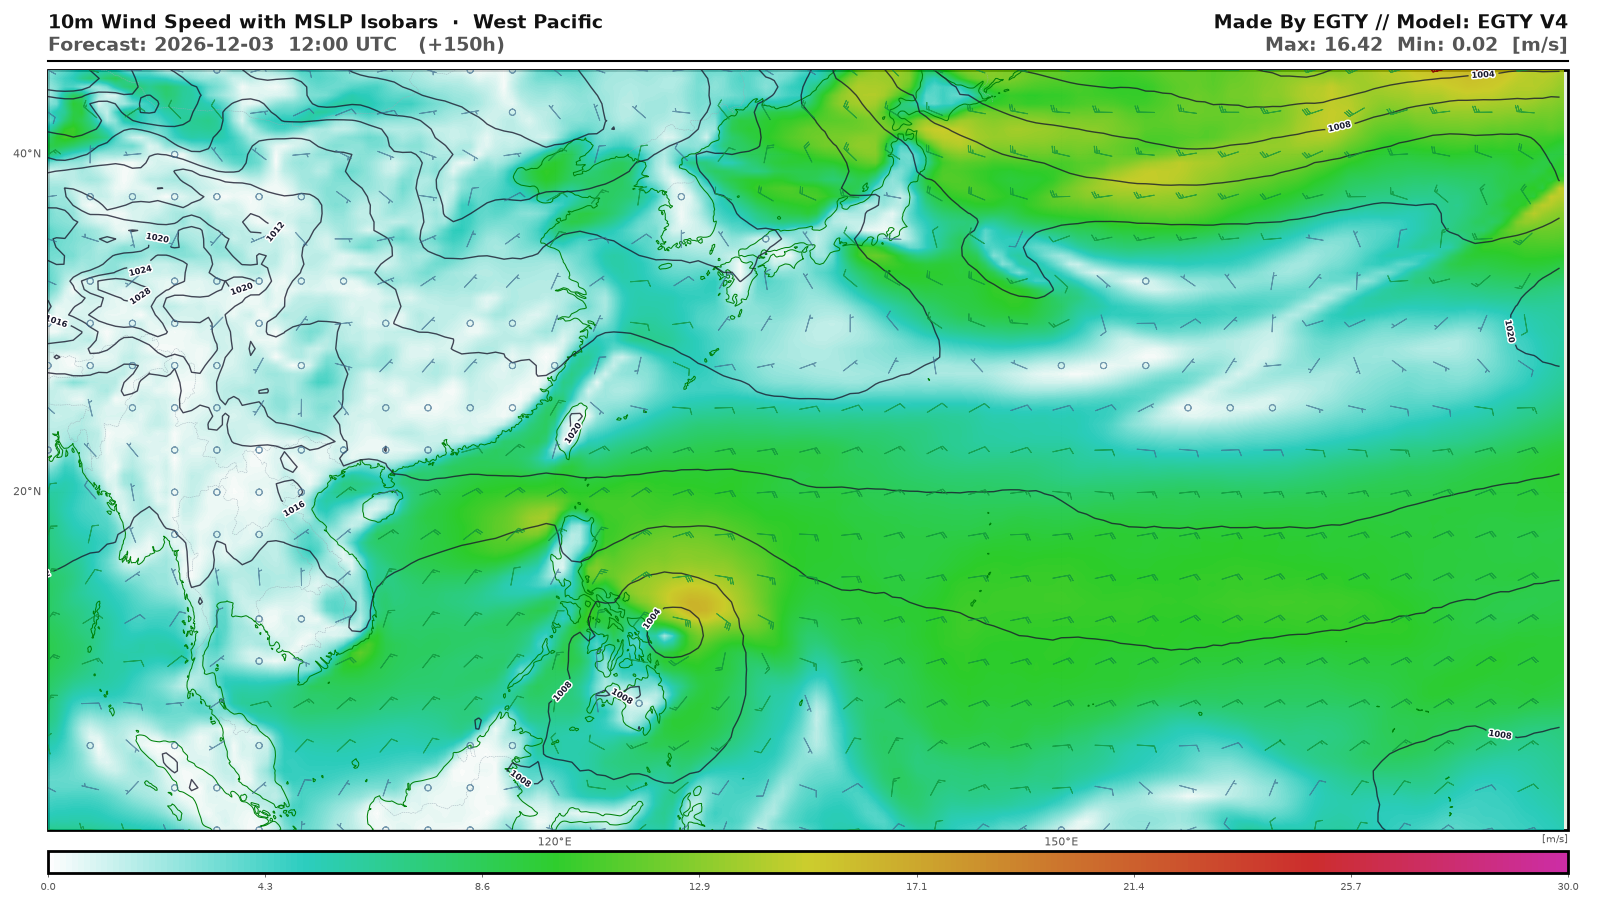 10m Wind Speed with MSLP Isobars · West Pacific
Made By EGTY // Model: EGTY V4
Forecast: 2026-12-03 12:00 UTC (+150h)
Max: 16.42 Min: 0.02 [m/s]
1004
1008
40°N
1012
1020
1024
1028
1020
1016
1020
1020
20°N
1016
1004
1008
1008
1008
1008
120°E
150°E
[m/s]
0.0 4.3 8.6 12.9 17.1 21.4 25.7 30.0